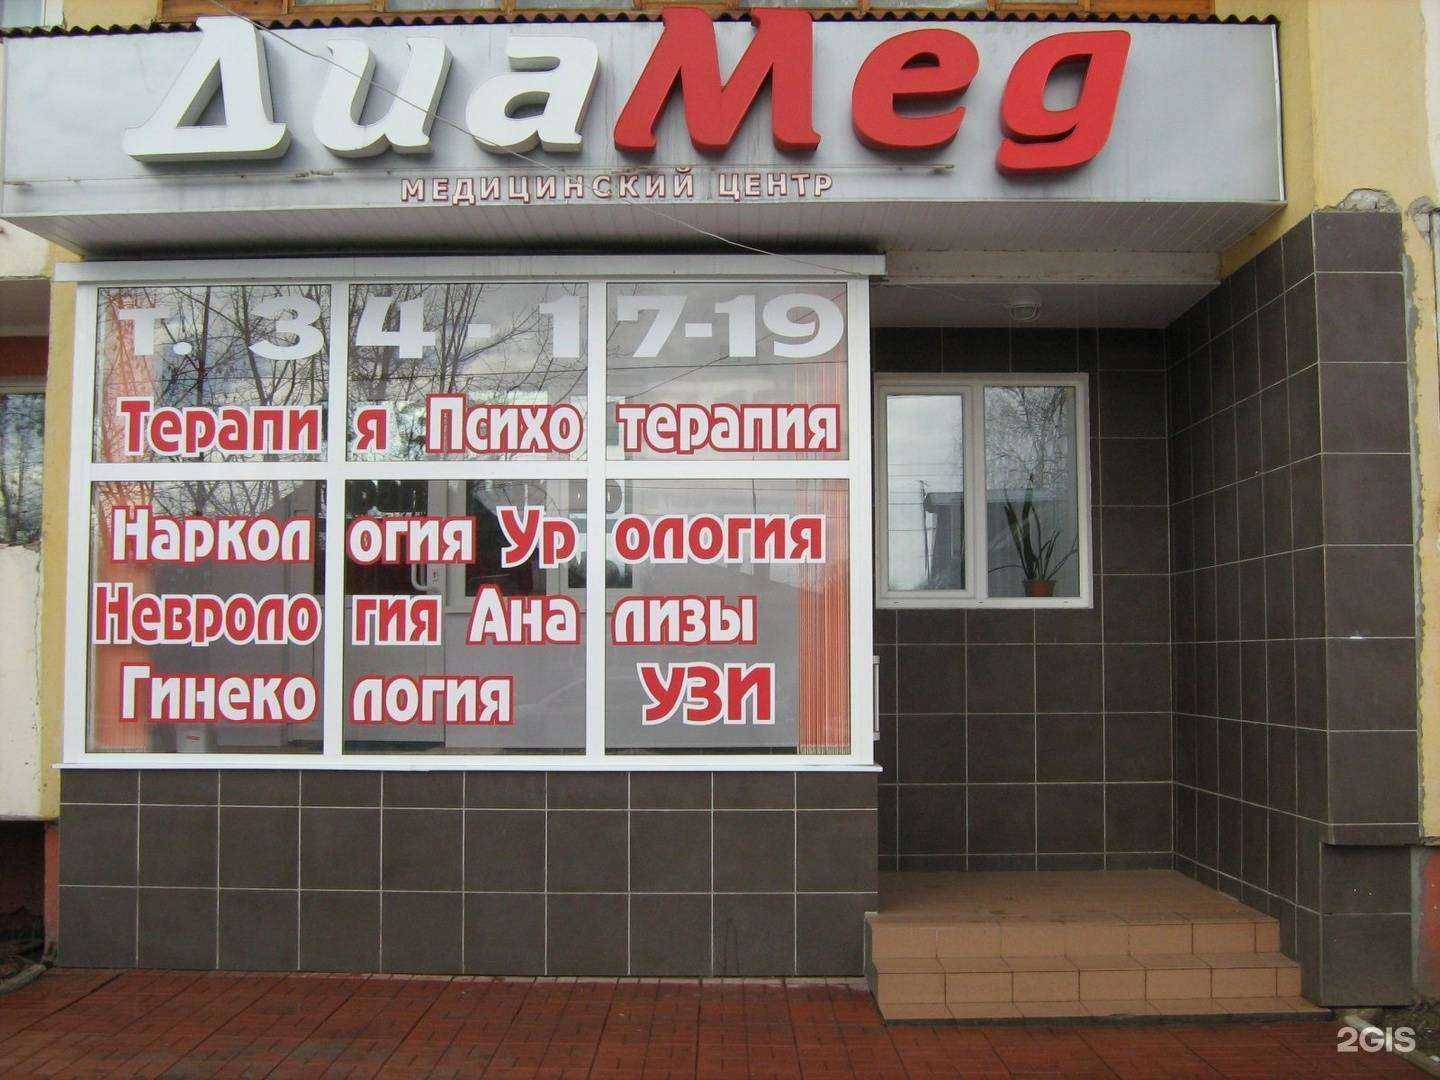 ДиаМед
МЕДИЦИНСКИЙ ЦЕНТР
т. 34-17-19
Терапия Психотерапия
Наркология Урология
Неврология Анализы
Гинекология УЗИ
2GIS